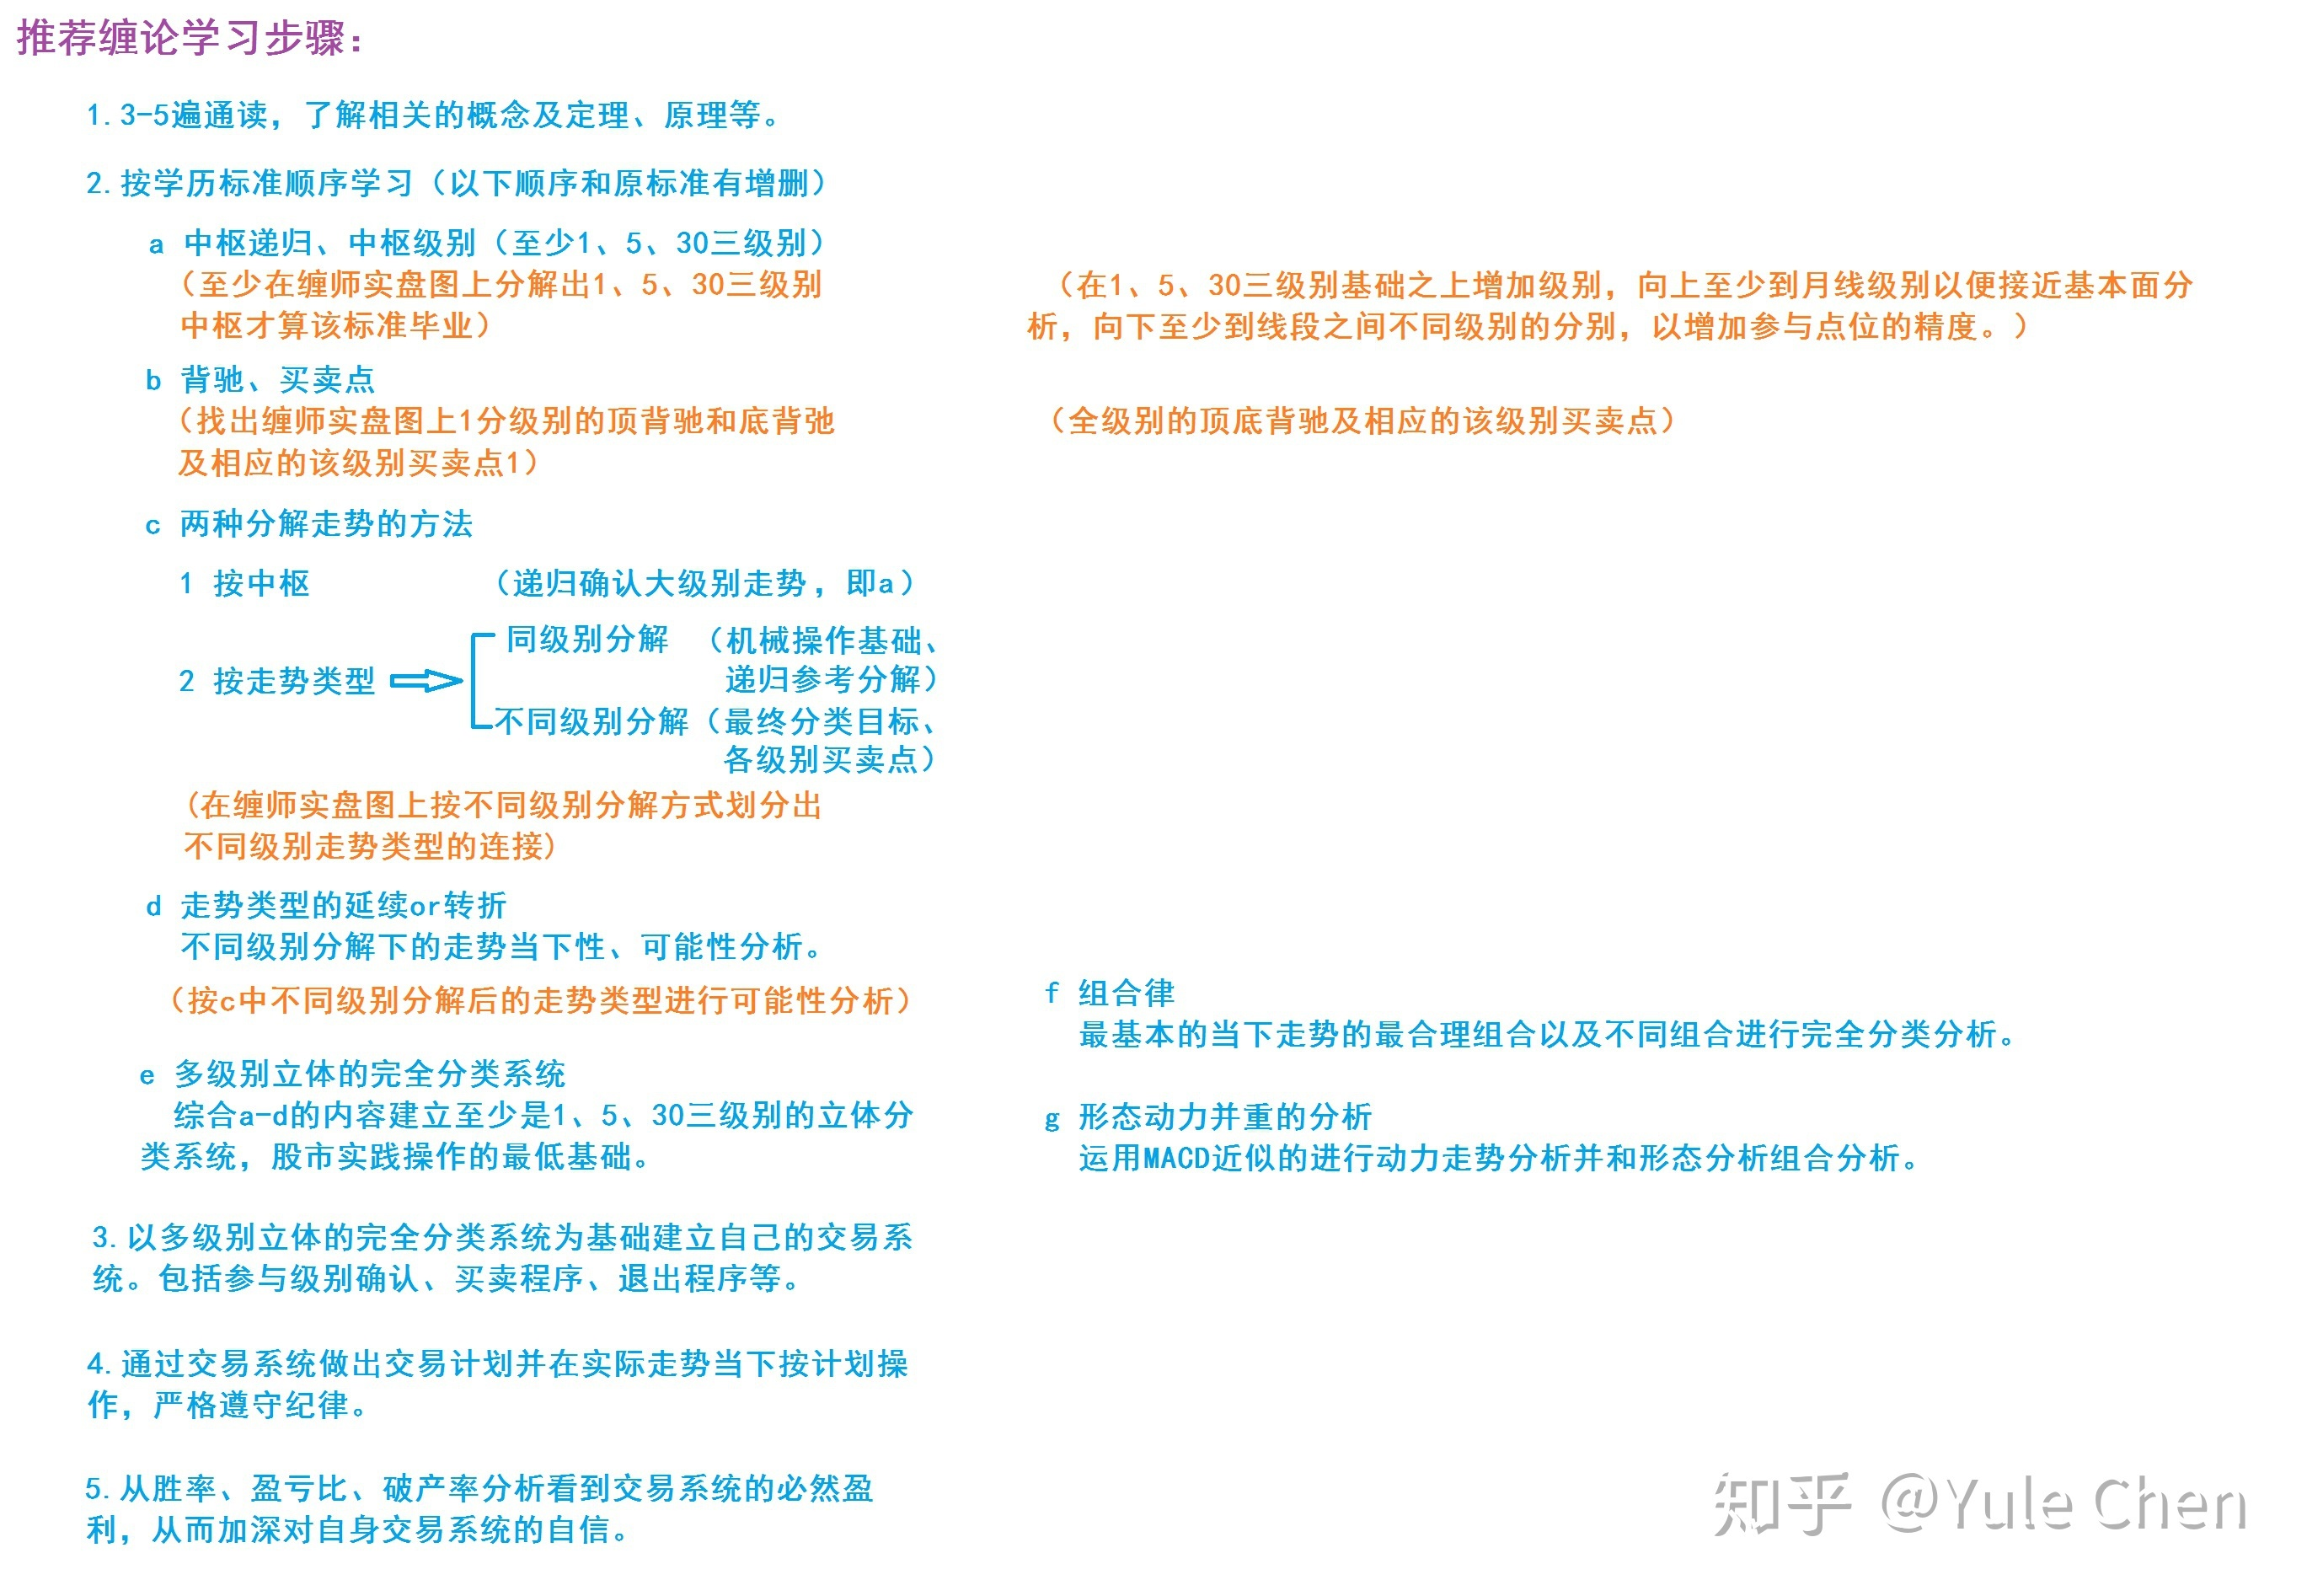 推荐缠论学习步骤：
1.3-5遍通读，了解相关的概念及定理、原理等。
2.按学历标准顺序学习（以下顺序和原标准有增删）
a 中枢递归、中枢级别（至少1、5、30三级别）
（至少在缠师实盘图上分解出1、5、30三级别
中枢才算该标准毕业）
（在1、5、30三级别基础之上增加级别，向上至少到月线级别以便接近基本面分
析，向下至少到线段之间不同级别的分别，以增加参与点位的精度。）
b 背驰、买卖点
（找出缠师实盘图上1分级别的顶背驰和底背弛
及相应的该级别买卖点1）
（全级别的顶底背驰及相应的该级别买卖点）
c 两种分解走势的方法
1 按中枢 （递归确认大级别走势，即a）
2 按走势类型
同级别分解 （机械操作基础、
递归参考分解）
不同级别分解（最终分类目标、
各级别买卖点）
(在缠师实盘图上按不同级别分解方式划分出
不同级别走势类型的连接)
d 走势类型的延续or转折
不同级别分解下的走势当下性、可能性分析。
（按c中不同级别分解后的走势类型进行可能性分析）
e 多级别立体的完全分类系统
综合a-d的内容建立至少是1、5、30三级别的立体分
类系统，股市实践操作的最低基础。
f 组合律
最基本的当下走势的最合理组合以及不同组合进行完全分类分析。
g 形态动力并重的分析
运用MACD近似的进行动力走势分析并和形态分析组合分析。
3.以多级别立体的完全分类系统为基础建立自己的交易系
统。包括参与级别确认、买卖程序、退出程序等。
4.通过交易系统做出交易计划并在实际走势当下按计划操
作，严格遵守纪律。
5.从胜率、盈亏比、破产率分析看到交易系统的必然盈
利，从而加深对自身交易系统的自信。
知乎 @Yule Chen